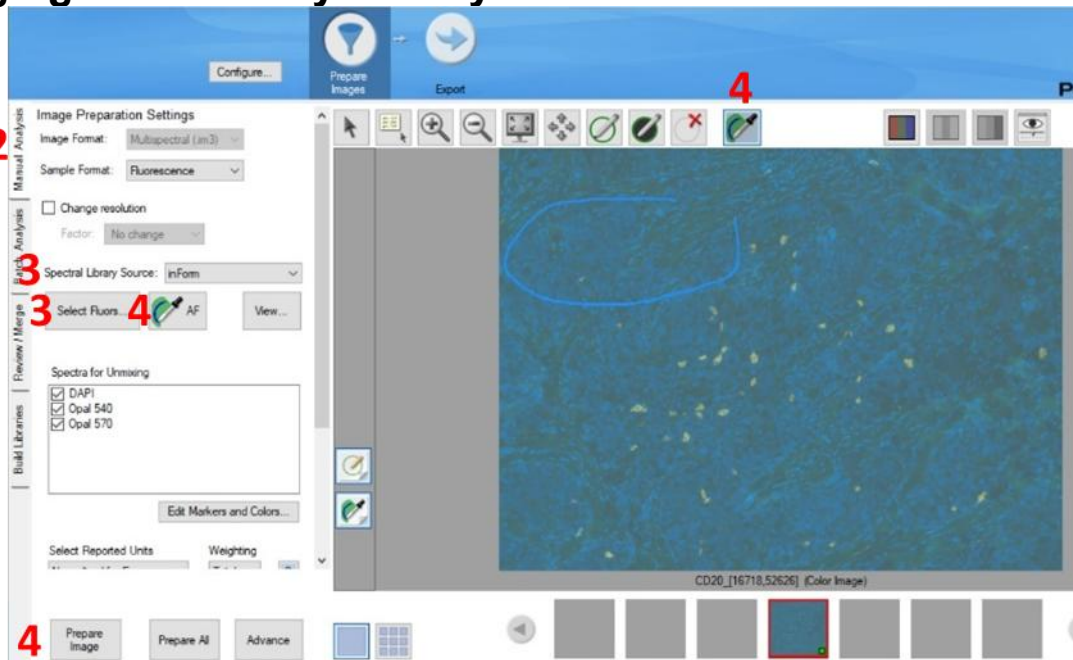 Configure...
Prepare
Images
Export
4
P
Manual Analysis
Batch Analysis
Review / Merge
Build Libraries
Image Preparation Settings
2
Image Format: Multispectral (.im3)
Sample Format: Fluorescence
Change resolution
Factor: No change
3 Spectral Library Source: inForm
3 Select Fluors... 4 AF View...
Spectra for Unmixing
DAPI
Opal 540
Opal 570
Edit Markers and Colors...
Select Reported Units Weighting
CD20_[16718,52626] (Color Image)
4 Prepare
Image
Prepare All
Advance